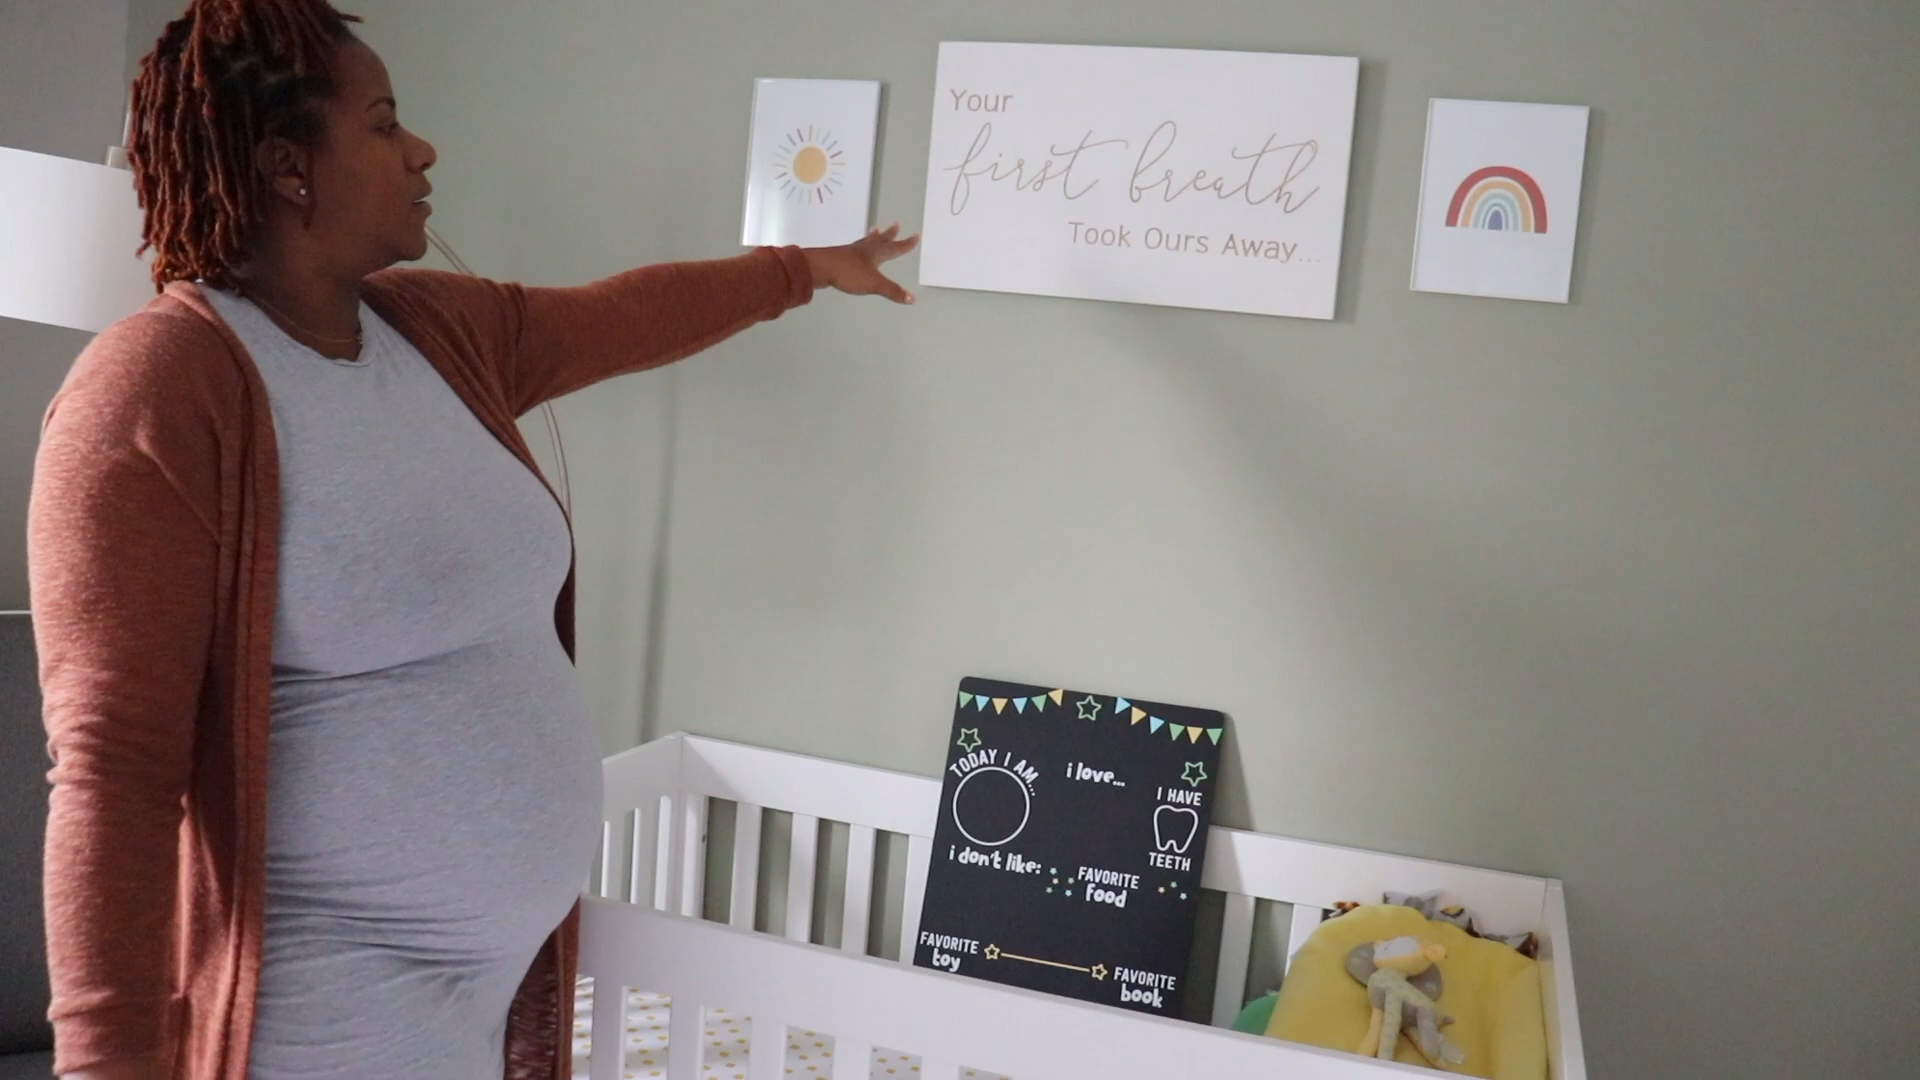 Your
first breath
Took Ours Away...
TODAY I AM...
i love...
I HAVE
TEETH
i don't like:
FAVORITE
food
FAVORITE
toy
FAVORITE
book